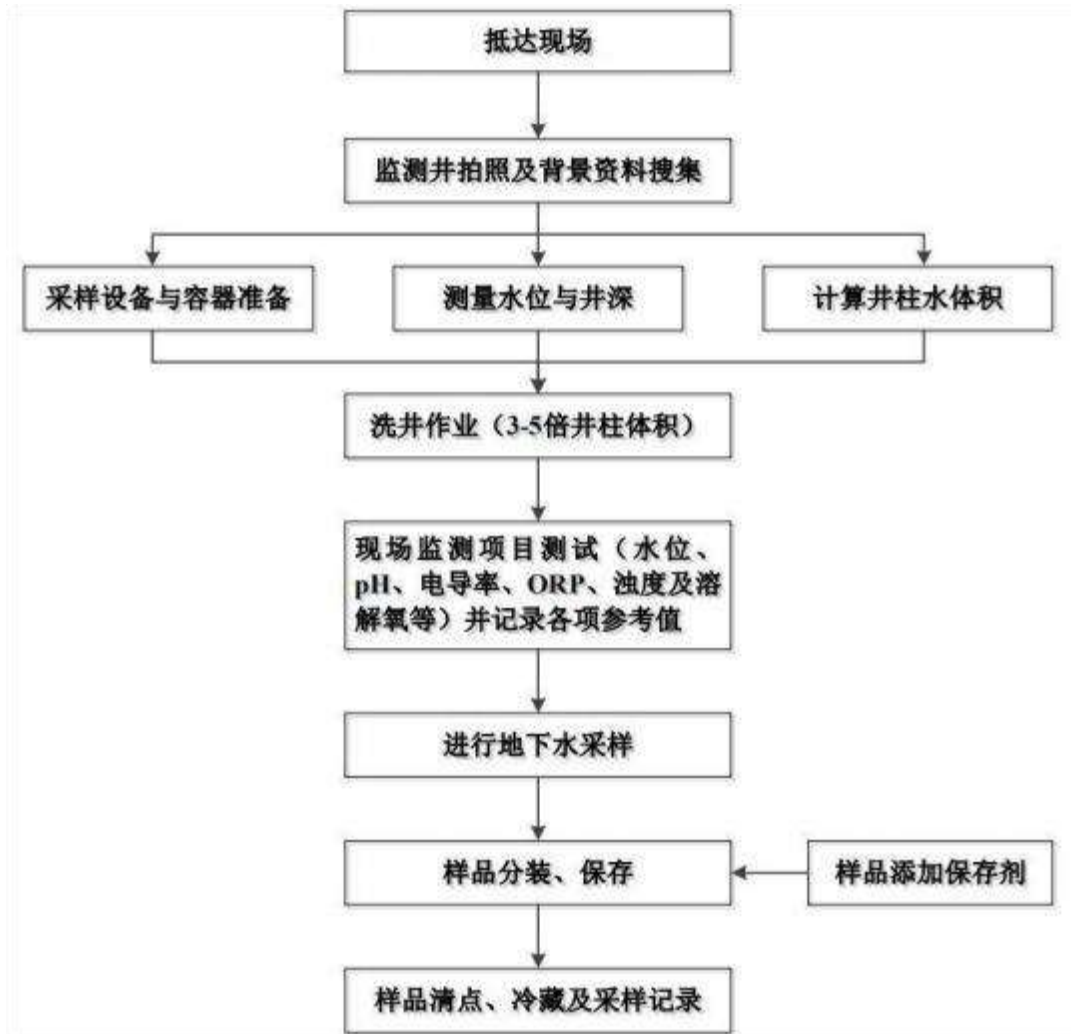 抵达现场
监测井拍照及背景资料搜集
采样设备与容器准备
测量水位与井深
计算井柱水体积
洗井作业（3-5倍井柱体积）
现场监测项目测试（水位、
pH、电导率、ORP、浊度及溶
解氧等）并记录各项参考值
进行地下水采样
样品分装、保存
样品添加保存剂
样品清点、冷藏及采样记录